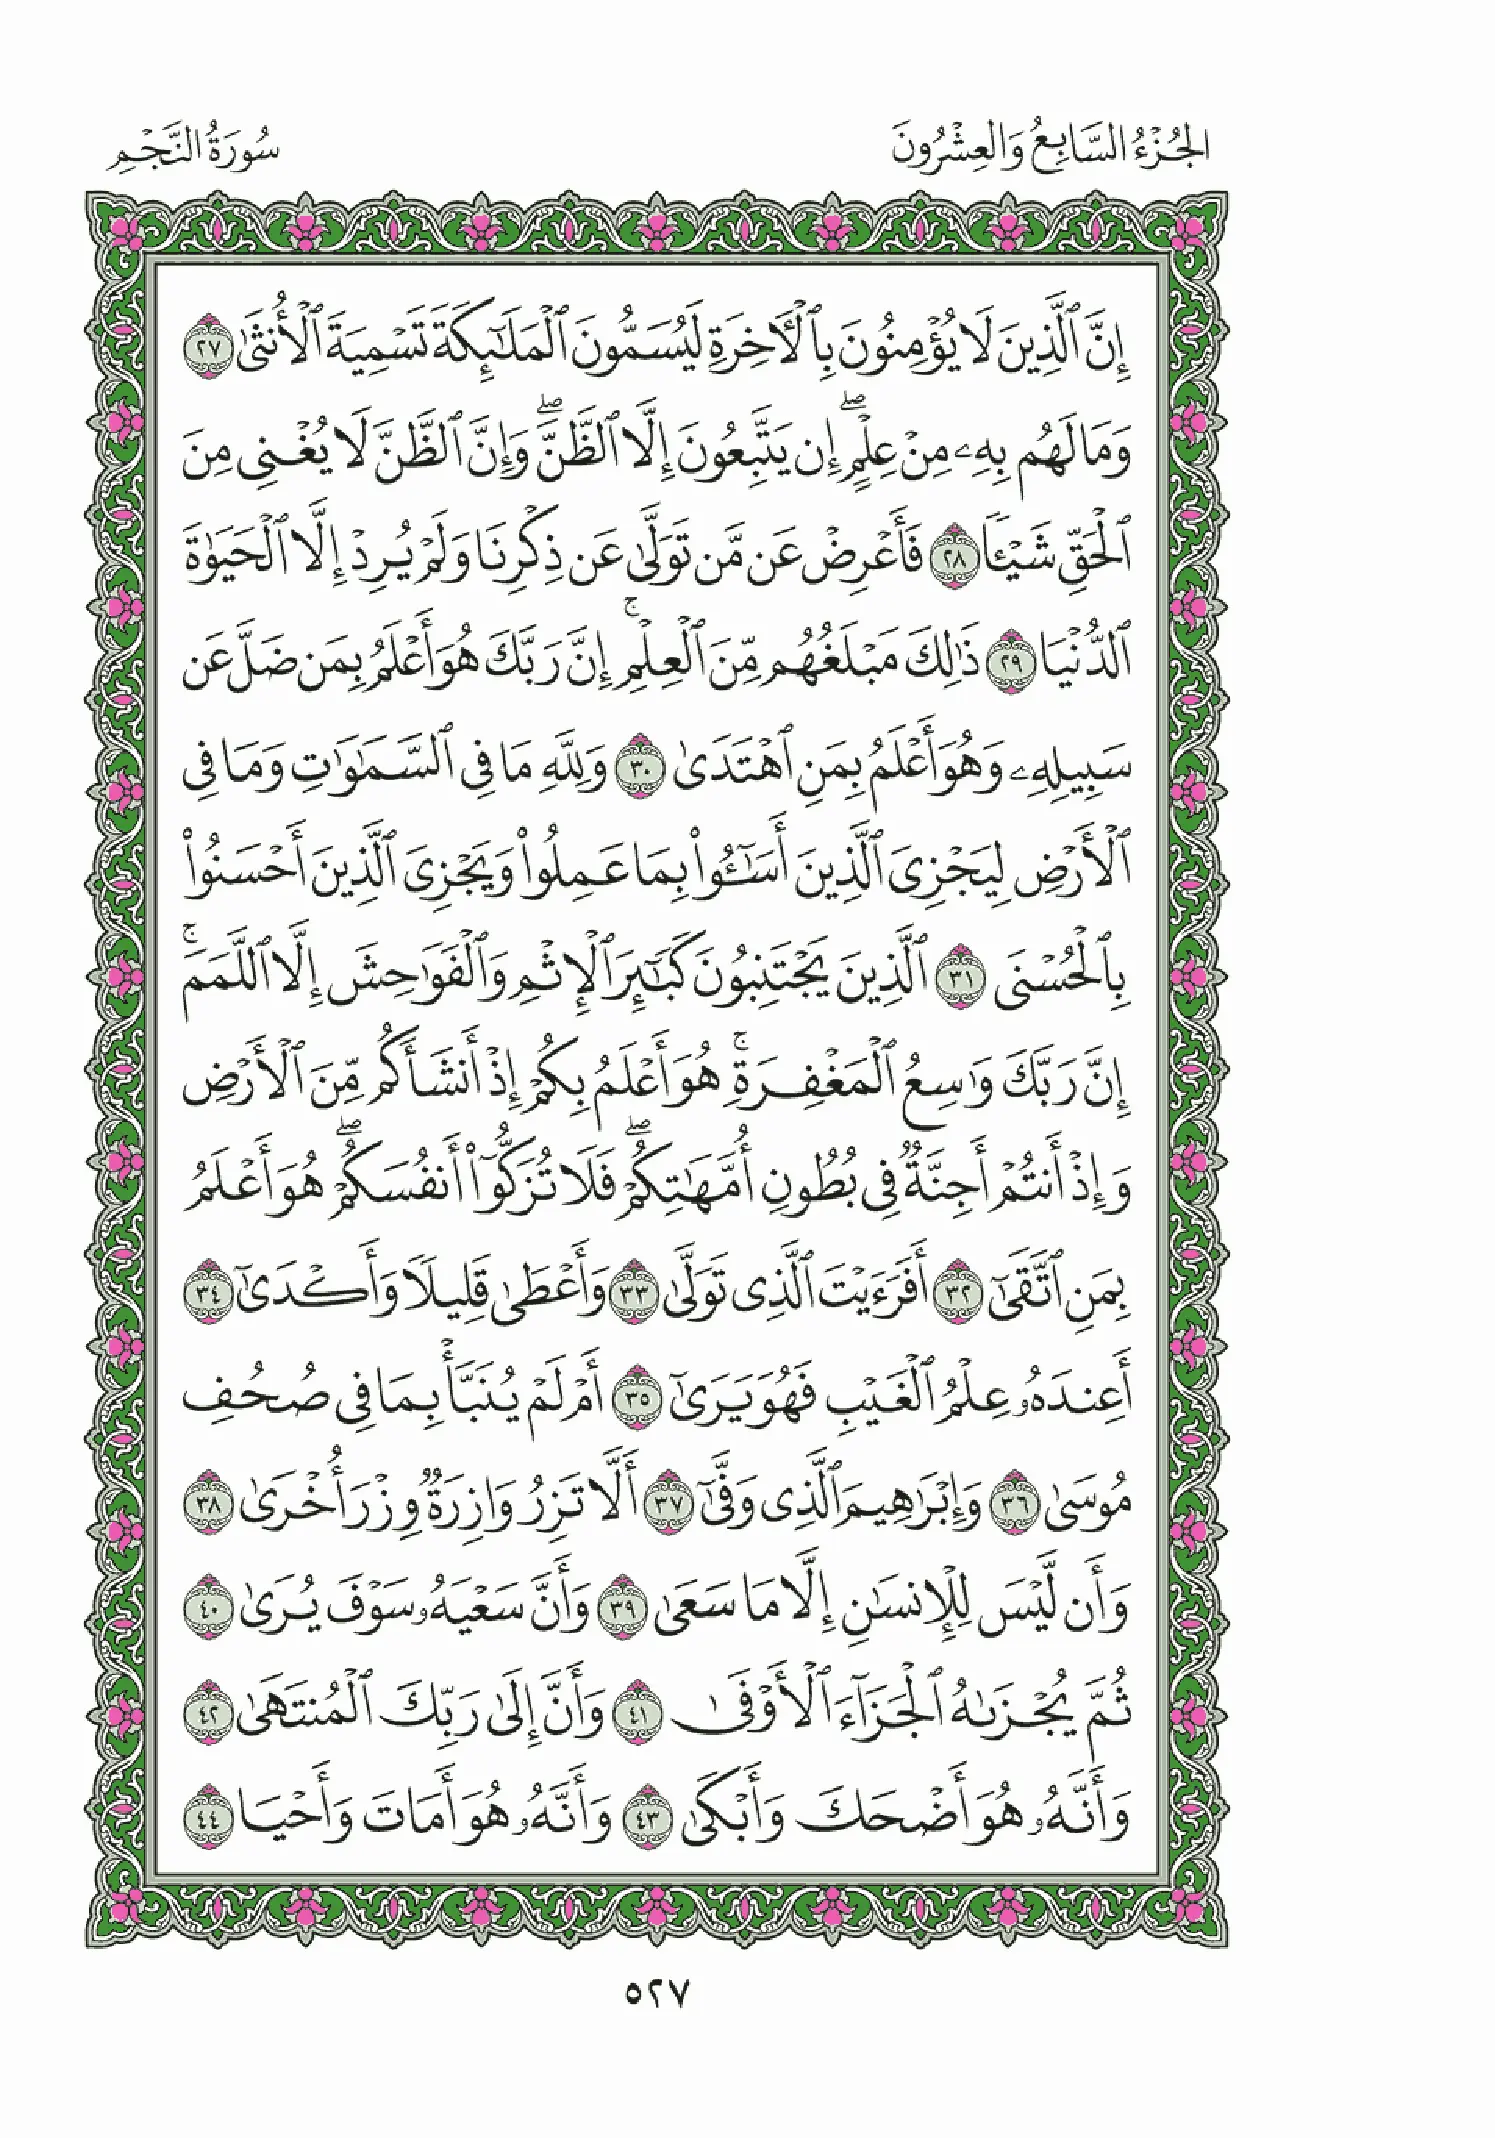 الجُزْءُ السَّابِعُ وَالعِشْرُونَ
سُورَةُ النَّجْمِ
إِنَّ ٱلَّذِينَ لَا يُؤْمِنُونَ بِٱلْأٓخِرَةِ لَيُسَمُّونَ ٱلْمَلَٰٓئِكَةَ تَسْمِيَةَ ٱلْأُنثَىٰ ٢٧
وَمَا لَهُم بِهِۦ مِنْ عِلْمٍۖ إِن يَتَّبِعُونَ إِلَّا ٱلظَّنَّۖ وَإِنَّ ٱلظَّنَّ لَا يُغْنِى مِنَ
ٱلْحَقِّ شَيْـًٔا ٢٨ فَأَعْرِضْ عَن مَّن تَوَلَّىٰ عَن ذِكْرِنَا وَلَمْ يُرِدْ إِلَّا ٱلْحَيَوٰةَ
ٱلدُّنْيَا ٢٩ ذَٰلِكَ مَبْلَغُهُم مِّنَ ٱلْعِلْمِۚ إِنَّ رَبَّكَ هُوَ أَعْلَمُ بِمَن ضَلَّ عَن
سَبِيلِهِۦ وَهُوَ أَعْلَمُ بِمَنِ ٱهْتَدَىٰ ٣٠ وَلِلَّهِ مَا فِى ٱلسَّمَٰوَٰتِ وَمَا فِى
ٱلْأَرْضِ لِيَجْزِىَ ٱلَّذِينَ أَسَٰٓـُٔوا۟ بِمَا عَمِلُوا۟ وَيَجْزِىَ ٱلَّذِينَ أَحْسَنُوا۟
بِٱلْحُسْنَى ٣١ ٱلَّذِينَ يَجْتَنِبُونَ كَبَٰٓئِرَ ٱلْإِثْمِ وَٱلْفَوَٰحِشَ إِلَّا ٱللَّمَمَۚ
إِنَّ رَبَّكَ وَٰسِعُ ٱلْمَغْفِرَةِۚ هُوَ أَعْلَمُ بِكُمْ إِذْ أَنشَأَكُم مِّنَ ٱلْأَرْضِ
وَإِذْ أَنتُمْ أَجِنَّةٌ فِى بُطُونِ أُمَّهَٰتِكُمْۖ فَلَا تُزَكُّوٓا۟ أَنفُسَكُمْۖ هُوَ أَعْلَمُ
بِمَنِ ٱتَّقَىٰٓ ٣٢ أَفَرَءَيْتَ ٱلَّذِى تَوَلَّىٰ ٣٣ وَأَعْطَىٰ قَلِيلًا وَأَكْدَىٰٓ ٣٤
أَعِندَهُۥ عِلْمُ ٱلْغَيْبِ فَهُوَ يَرَىٰٓ ٣٥ أَمْ لَمْ يُنَبَّأْ بِمَا فِى صُحُفِ
مُوسَىٰ ٣٦ وَإِبْرَٰهِيمَ ٱلَّذِى وَفَّىٰٓ ٣٧ أَلَّا تَزِرُ وَازِرَةٌ وِزْرَ أُخْرَىٰ ٣٨
وَأَن لَّيْسَ لِلْإِنسَٰنِ إِلَّا مَا سَعَىٰ ٣٩ وَأَنَّ سَعْيَهُۥ سَوْفَ يُرَىٰ ٤٠
ثُمَّ يُجْزَىٰهُ ٱلْجَزَآءَ ٱلْأَوْفَىٰ ٤١ وَأَنَّ إِلَىٰ رَبِّكَ ٱلْمُنتَهَىٰ ٤٢
وَأَنَّهُۥ هُوَ أَضْحَكَ وَأَبْكَىٰ ٤٣ وَأَنَّهُۥ هُوَ أَمَاتَ وَأَحْيَا ٤٤
٥٢٧